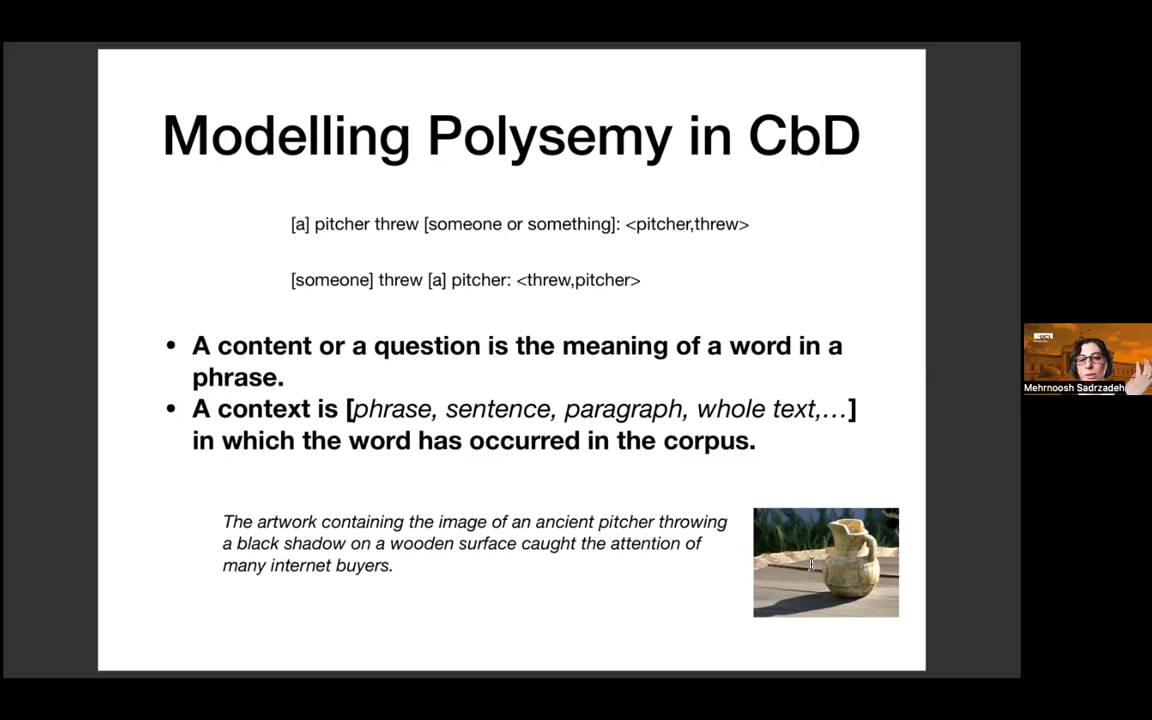 Modelling Polysemy in CbD
[a] pitcher threw [someone or something]: <pitcher,threw>
[someone] threw [a] pitcher: <threw,pitcher>
• A content or a question is the meaning of a word in a
phrase.
• A context is [phrase, sentence, paragraph, whole text,…]
in which the word has occurred in the corpus.
The artwork containing the image of an ancient pitcher throwing
a black shadow on a wooden surface caught the attention of
many internet buyers.
UCL
Mehrnoosh Sadrzadeh